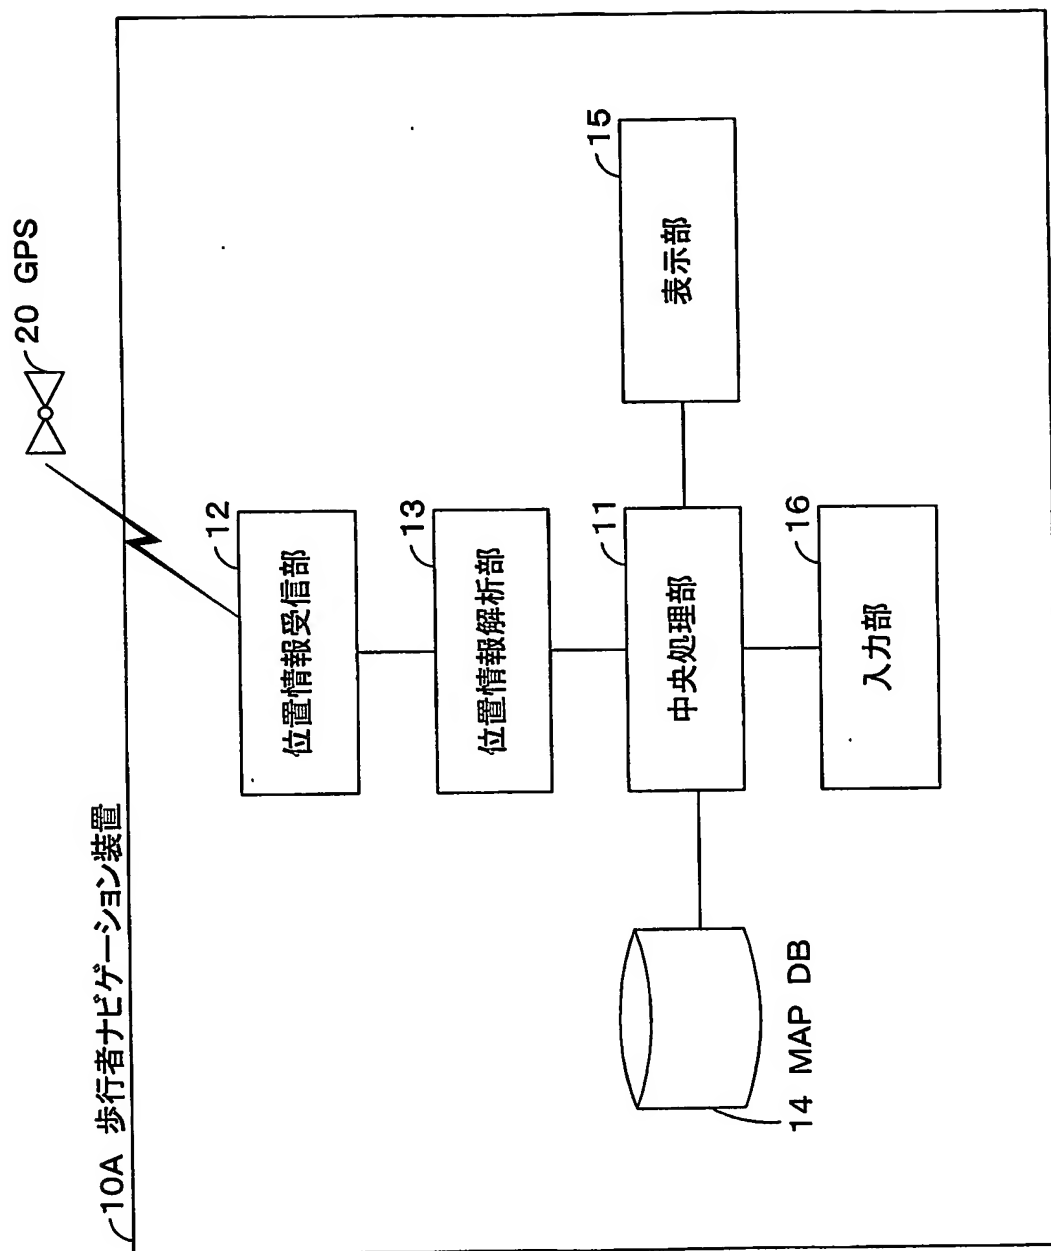 10A 歩行者ナビゲーション装置
20 GPS
12
位置情報受信部
13
位置情報解析部
11
中央処理部
15
表示部
14 MAP DB
16
入力部